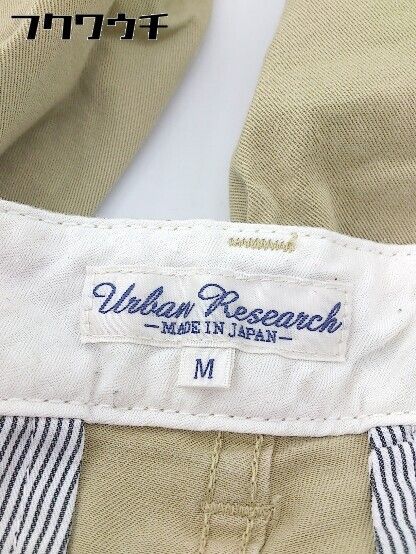 フクワウチ
Urban Research
-MADE IN JAPAN-
M